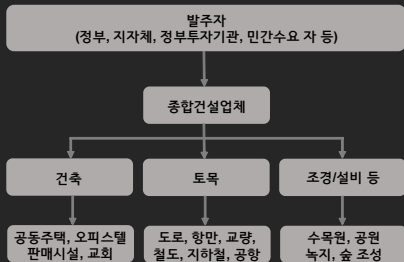 발주자
(정부, 지자체, 정부투자기관, 민간수요 자 등)
종합건설업체
건축
토목
조경/설비 등
공동주택, 오피스텔
판매시설, 교회
도로, 항만, 교량,
철도, 지하철, 공항
수목원, 공원
녹지, 숲 조성